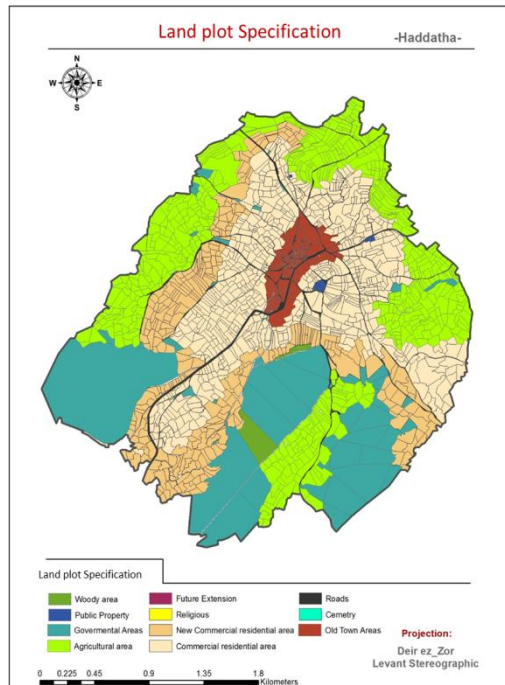 Land plot Specification
-Haddatha-
N
W E
S
Land plot Specification
Woody area
Public Property
Govermental Areas
Agricultural area
Future Extension
Religious
New Commercial residential area
Commercial residential area
Roads
Cemetry
Old Town Areas
Projection:
Deir ez_Zor
Levant Stereographic
0 0.225 0.45 0.9 1.35 1.8
Kilometers